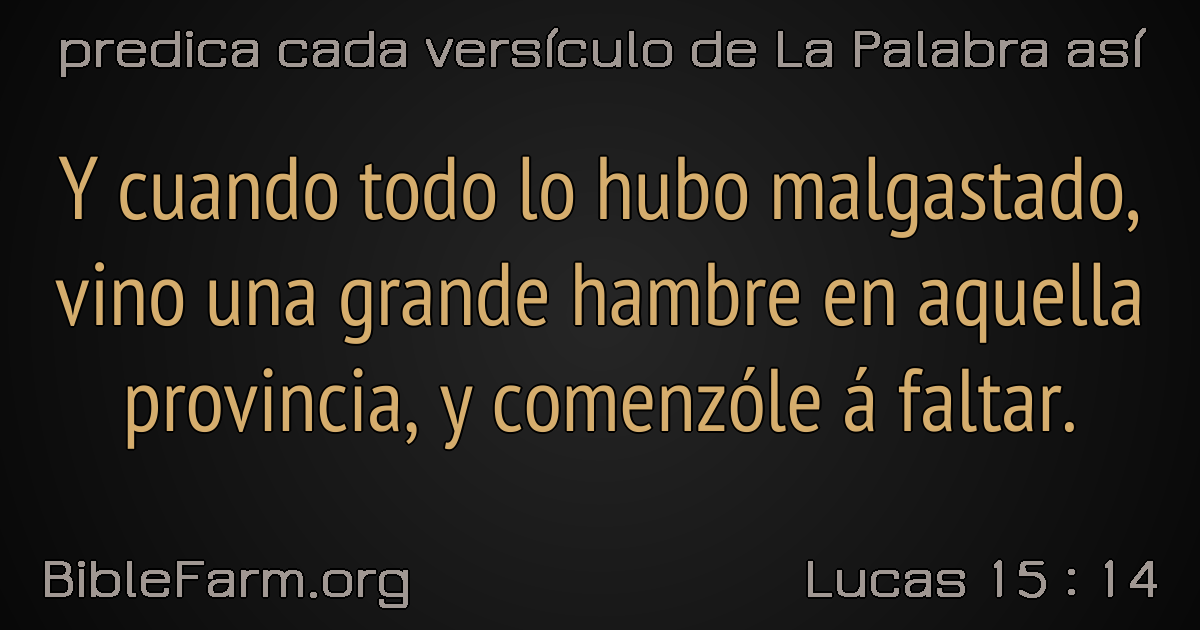 predica cada versículo de La Palabra así
Y cuando todo lo hubo malgastado,
vino una grande hambre en aquella
provincia, y comenzóle á faltar.
BibleFarm.org
Lucas 15 : 14